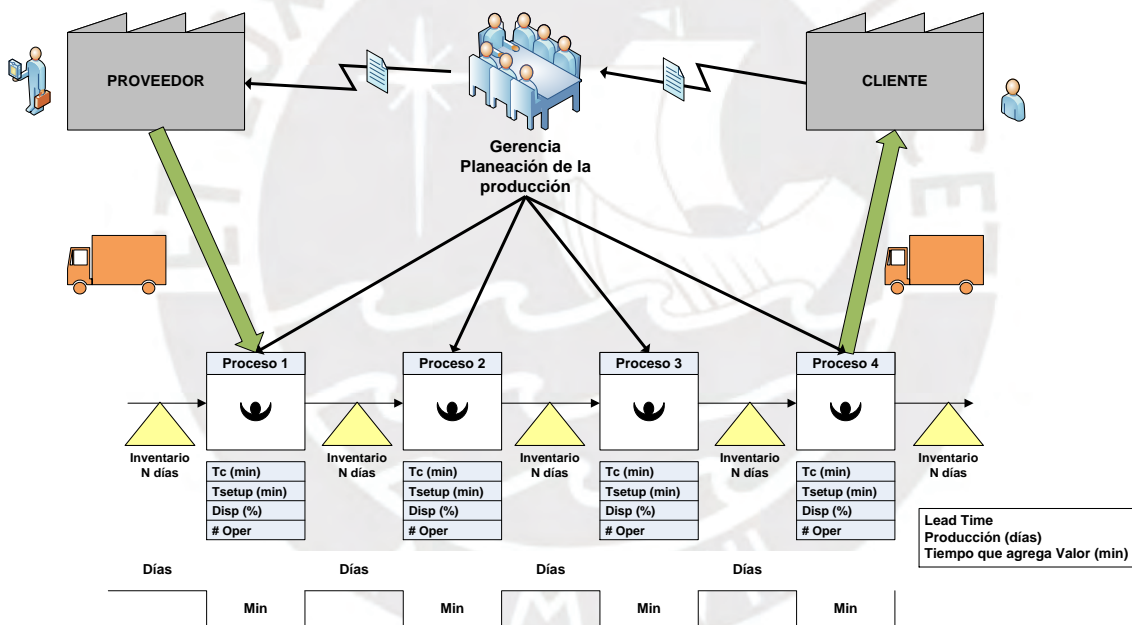 PROVEEDOR
CLIENTE
Gerencia
Planeación de la
producción
Proceso 1
Proceso 2
Proceso 3
Proceso 4
Inventario
N días
Inventario
N días
Inventario
N días
Inventario
N días
Inventario
N días
Tc (min)
Tsetup (min)
Disp (%)
# Oper
Tc (min)
Tsetup (min)
Disp (%)
# Oper
Tc (min)
Tsetup (min)
Disp (%)
# Oper
Tc (min)
Tsetup (min)
Disp (%)
# Oper
Lead Time
Producción (días)
Tiempo que agrega Valor (min)
Días
Días
Días
Días
Min
Min
Min
Min